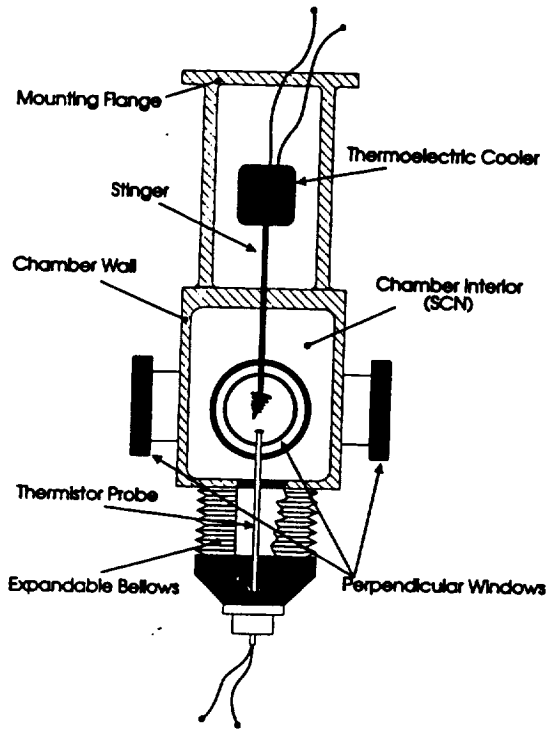 Mounting Flange
Thermoelectric Cooler
Stinger
Chamber Wall
Chamber Interior
(SCN)
Thermistor Probe
Expandable Bellows
Perpendicular Windows